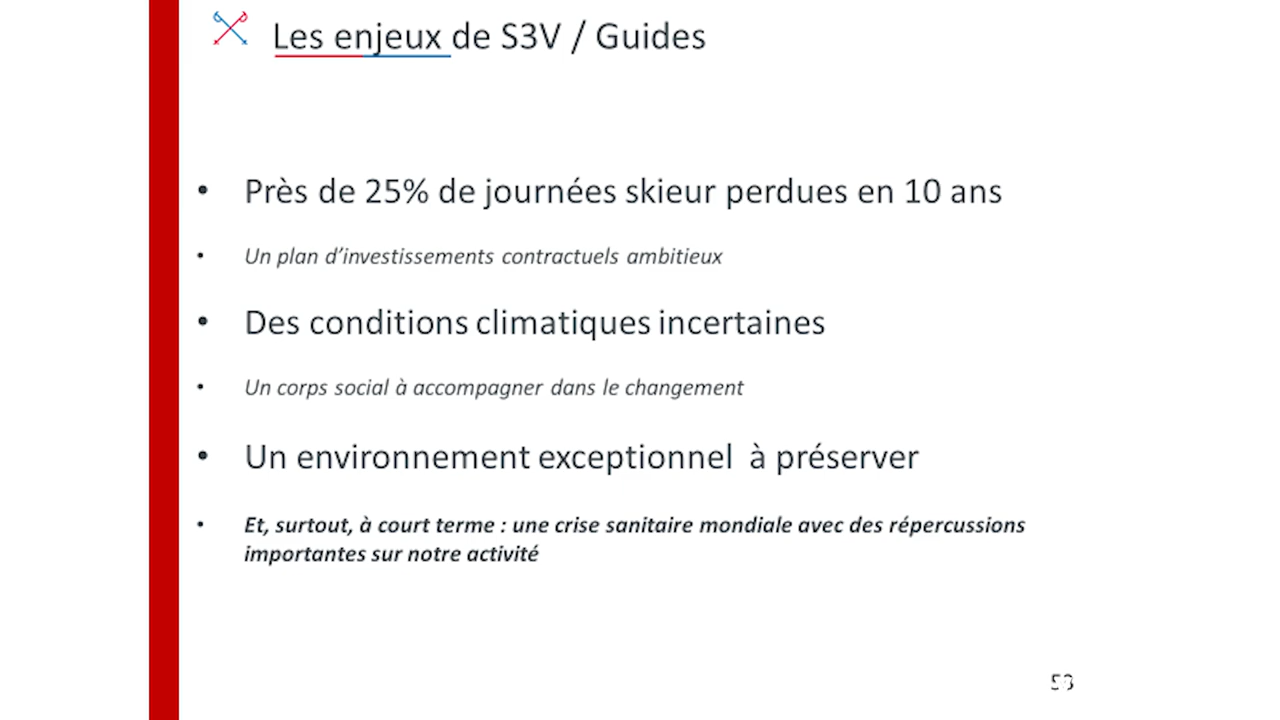 Les enjeux de S3V / Guides
• Près de 25% de journées skieur perdues en 10 ans
• Un plan d'investissements contractuels ambitieux
• Des conditions climatiques incertaines
• Un corps social à accompagner dans le changement
• Un environnement exceptionnel à préserver
• Et, surtout, à court terme : une crise sanitaire mondiale avec des répercussions
importantes sur notre activité